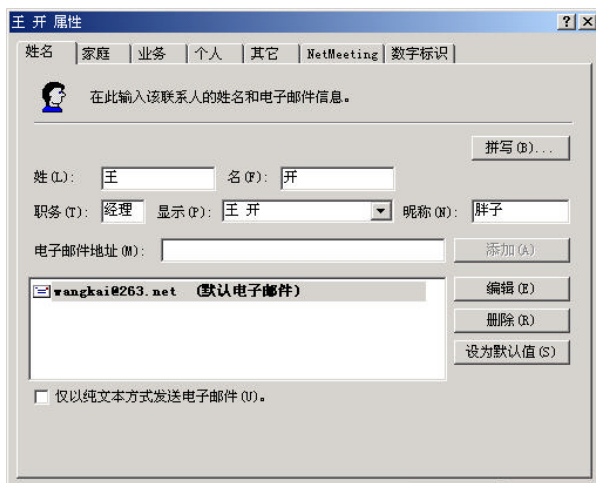 王 开 属性
姓名 家庭 业务 个人 其它 NetMeeting 数字标识
在此输入该联系人的姓名和电子邮件信息。
拼写(B)...
姓(L): 王 名(F): 开
职务(T): 经理 显示(P): 王 开 昵称(N): 胖子
电子邮件地址(M): 添加(A)
wangkai@263.net (默认电子邮件) 编辑(E)
删除(R)
设为默认值(S)
仅以纯文本方式发送电子邮件(U)。